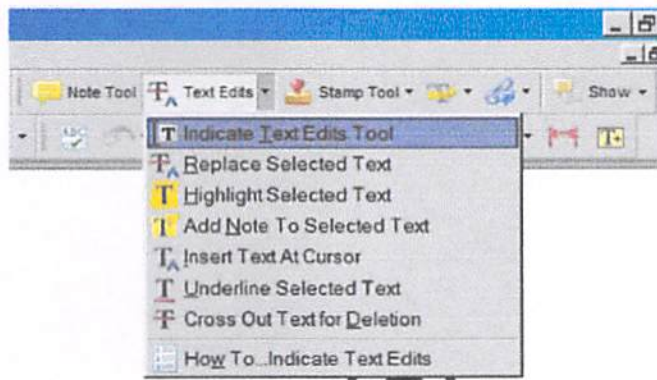 Note Tool Text Edits Stamp Tool Show
Indicate Text Edits Tool
Replace Selected Text
Highlight Selected Text
Add Note To Selected Text
Insert Text At Cursor
Underline Selected Text
Cross Out Text for Deletion
How To...Indicate Text Edits